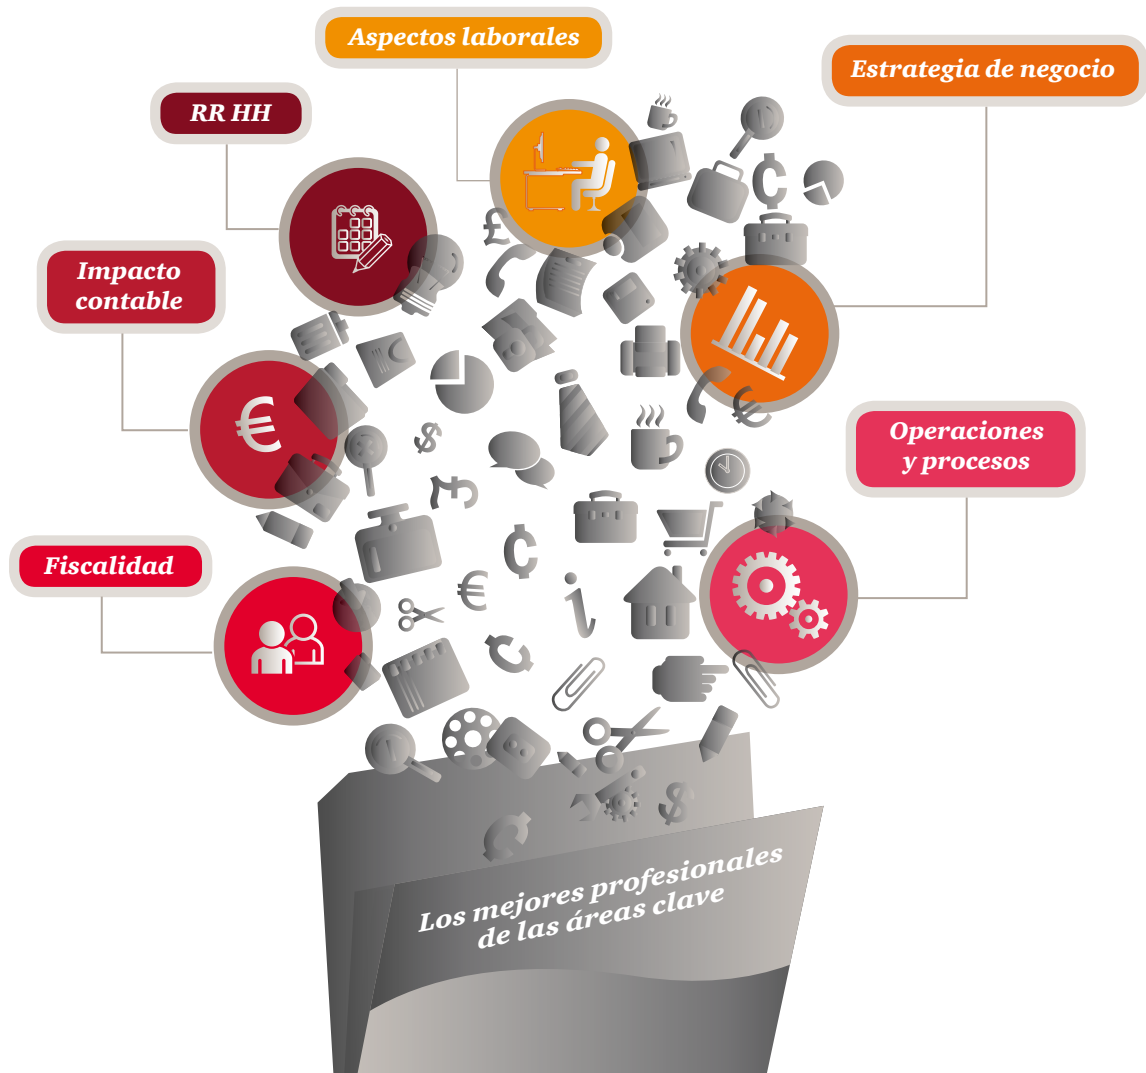 Aspectos laborales
Estrategia de negocio
RR HH
Impacto
contable
Operaciones
y procesos
Fiscalidad
Los mejores profesionales
de las áreas clave